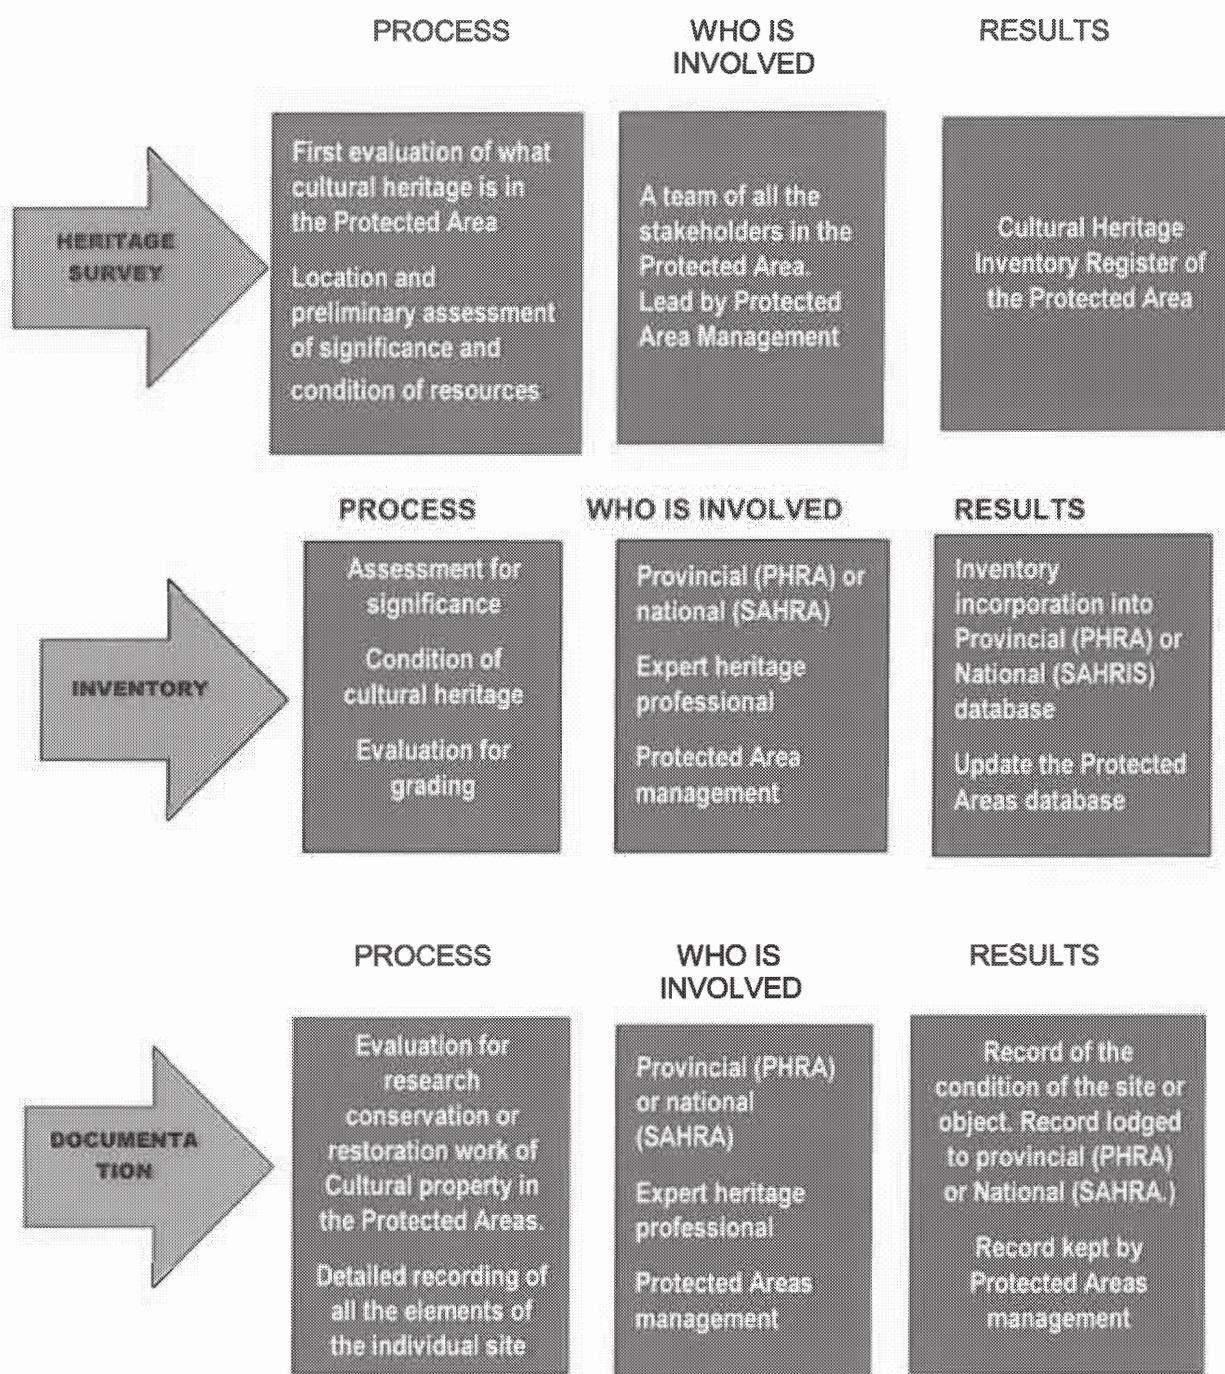 PROCESS
WHO IS
INVOLVED
RESULTS
HERITAGE
SURVEY
First evaluation of what
cultural heritage is in
the Protected Area
Location and
preliminary assessment
of significance and
condition of resources
A team of all the
stakeholders in the
Protected Area.
Lead by Protected
Area Management
Cultural Heritage
Inventory Register of
the Protected Area
PROCESS
WHO IS INVOLVED
RESULTS
INVENTORY
Assessment for
significance
Condition of
cultural heritage
Evaluation for
grading
Provincial (PHRA) or
national (SAHRA)
Expert heritage
professional
Protected Area
management
Inventory
incorporation into
Provincial (PHRA) or
National (SAHRIS)
database
Update the Protected
Areas database
PROCESS
WHO IS
INVOLVED
RESULTS
DOCUMENTA
TION
Evaluation for
research
conservation or
restoration work of
Cultural property in
the Protected Areas.
Detailed recording of
all the elements of
the individual site
Provincial (PHRA)
or national
(SAHRA)
Expert heritage
professional
Protected Areas
management
Record of the
condition of the site or
object. Record lodged
to provincial (PHRA)
or National (SAHRA.)
Record kept by
Protected Areas
management